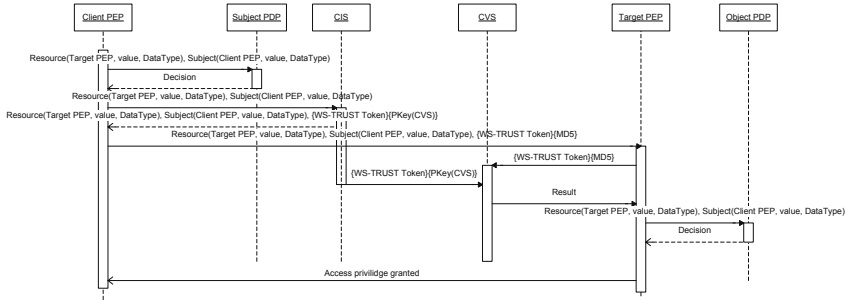 Client PEP
Subject PDP
CIS
CVS
Target PEP
Object PDP
Resource(Target PEP, value, DataType), Subject(Client PEP, value, DataType)
Decision
Resource(Target PEP, value, DataType), Subject(Client PEP, value, DataType)
Resource(Target PEP, value, DataType), Subject(Client PEP, value, DataType), {WS-TRUST Token}{PKey(CVS)}
Resource(Target PEP, value, DataType), Subject(Client PEP, value, DataType), {WS-TRUST Token}{MD5}
{WS-TRUST Token}{MD5}
{WS-TRUST Token}{PKey(CVS)}
Result
Resource(Target PEP, value, DataType), Subject(Client PEP, value, DataType)
Decision
Access privilidge granted